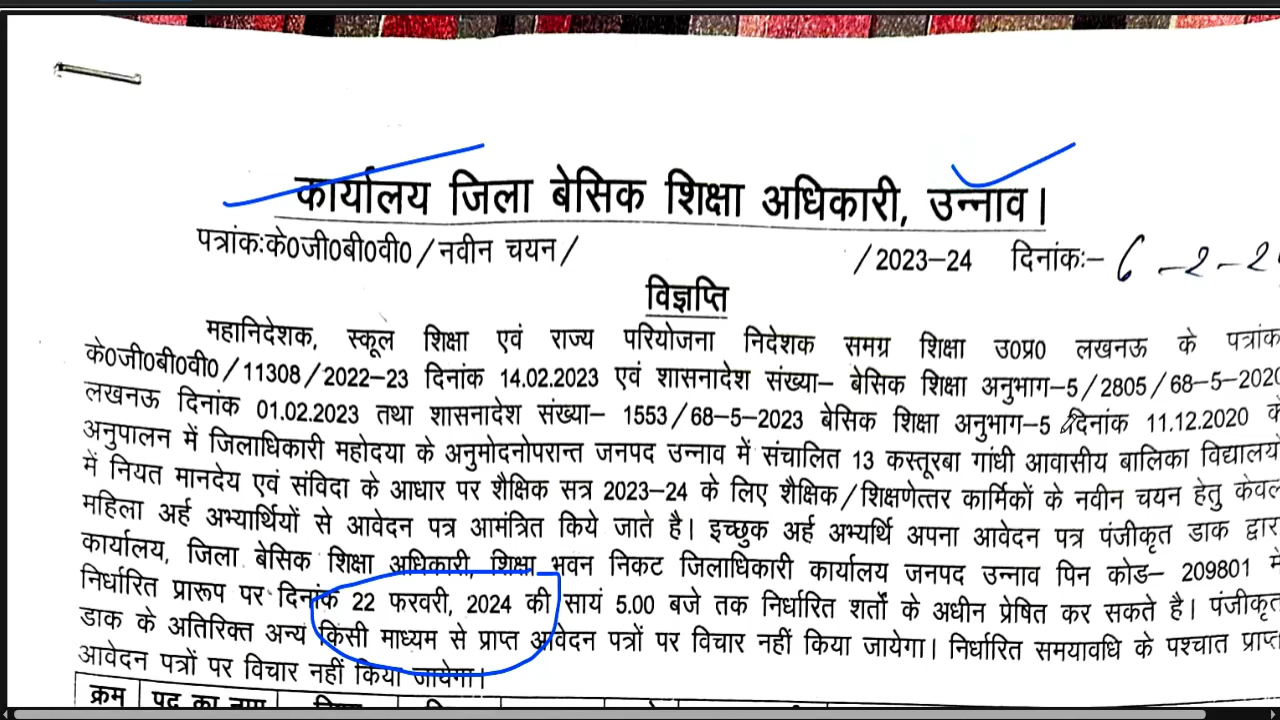 कार्यालय जिला बेसिक शिक्षा अधिकारी, उन्नाव।
पत्रांकःके0जी0बी0वी0/नवीन चयन/ /2023–24 दिनांकः– 6 –2–2
विज्ञप्ति
महानिदेशक, स्कूल शिक्षा एवं राज्य परियोजना निदेशक समग्र शिक्षा उ0प्र0 लखनऊ के पत्रांक
के0जी0बी0वी0/11308/2022–23 दिनांक 14.02.2023 एवं शासनादेश संख्या– बेसिक शिक्षा अनुभाग–5/2805/68–5–2020
लखनऊ दिनांक 01.02.2023 तथा शासनादेश संख्या– 1553/68–5–2023 बेसिक शिक्षा अनुभाग–5 दिनांक 11.12.2020 के
अनुपालन में जिलाधिकारी महोदया के अनुमोदनोपरान्त जनपद उन्नाव में संचालित 13 कस्तूरबा गांधी आवासीय बालिका विद्यालय
में नियत मानदेय एवं संविदा के आधार पर शैक्षिक सत्र 2023–24 के लिए शैक्षिक/शिक्षणेत्तर कार्मिकों के नवीन चयन हेतु केवल
महिला अर्ह अभ्यार्थियों से आवेदन पत्र आमंत्रित किये जाते है। इच्छुक अर्ह अभ्यर्थि अपना आवेदन पत्र पंजीकृत डाक द्वार
कार्यालय, जिला बेसिक शिक्षा अधिकारी, शिक्षा भवन निकट जिलाधिकारी कार्यालय जनपद उन्नाव पिन कोड– 209801 में
निर्धारित प्रारूप पर दिनांक 22 फरवरी, 2024 की सायं 5.00 बजे तक निर्धारित शर्तों के अधीन प्रेषित कर सकते है। पंजीकृत
डाक के अतिरिक्त अन्य किसी माध्यम से प्राप्त आवेदन पत्रों पर विचार नहीं किया जायेगा। निर्धारित समयावधि के पश्चात प्राप्त
आवेदन पत्रों पर विचार नहीं किया जायेगा।
क्रम पद का नाम